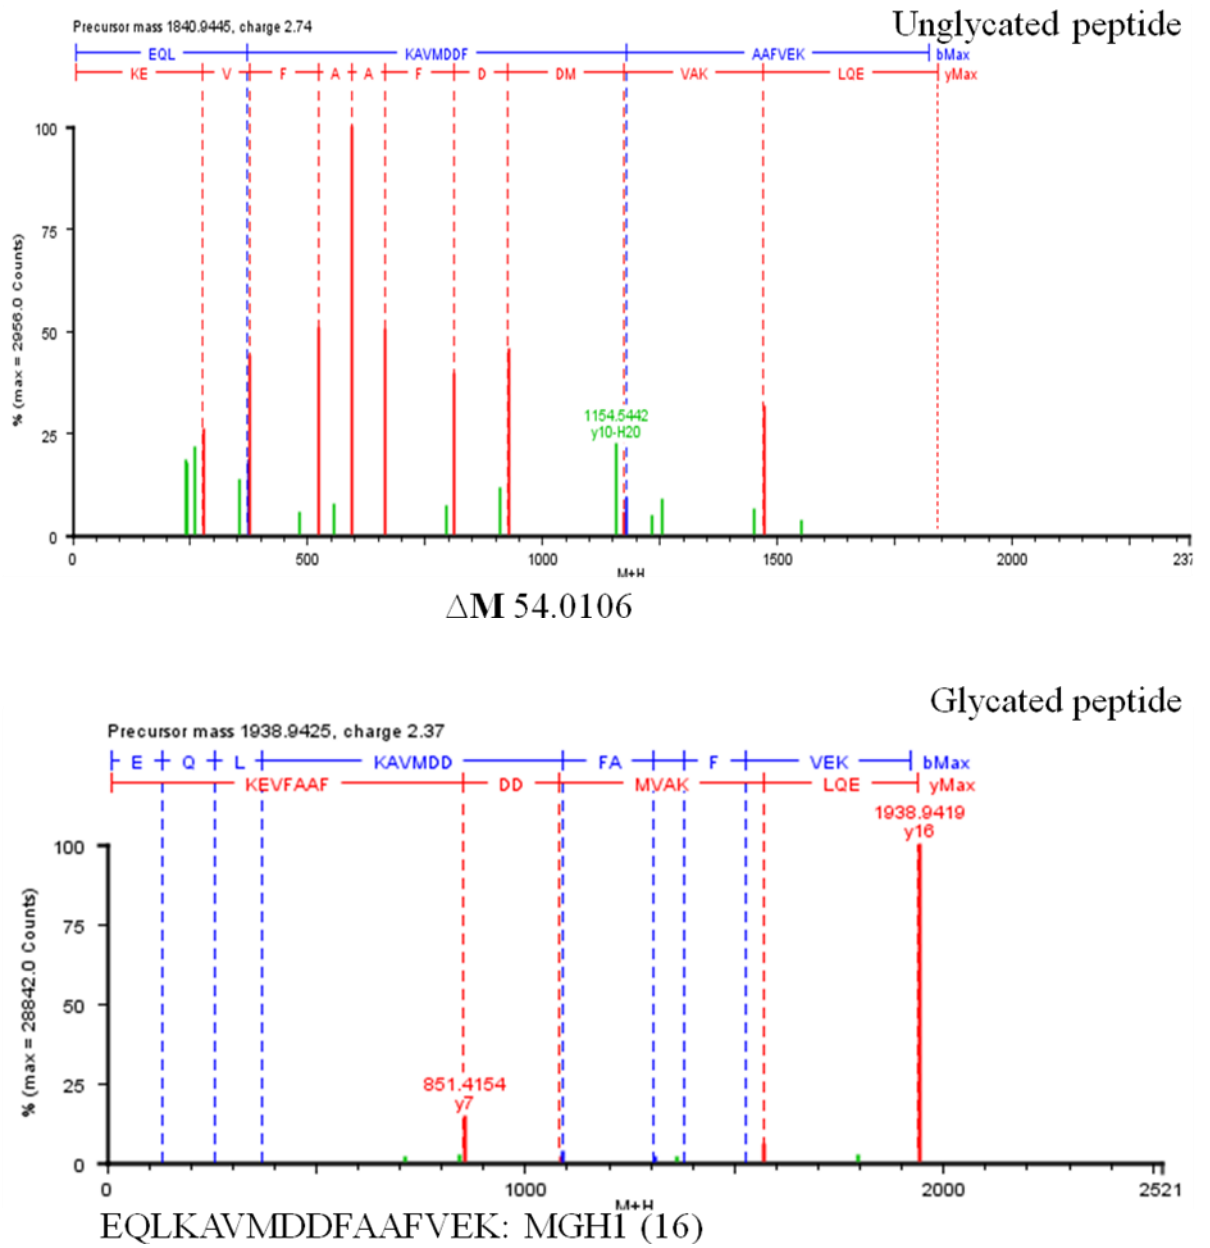 Unglycated peptide
Precursor mass 1840.9445, charge 2.74
EQL KAVMDDF AAFVEK bMax
KE V F A A F D DM VAK LQE yMax
100
75
50
25
0
% (max = 2956.0 Counts)
1154.5442
y10-H20
0 500 1000 1500 2000 237
M+H
∆M 54.0106
Glycated peptide
Precursor mass 1938.9425, charge 2.37
E Q L KAVMDD FA F VEK bMax
KEVFAAF DD MVAK LQE yMax
1938.9419
y16
100
75
50
25
0
% (max = 28842.0 Counts)
851.4154
y7
0 1000 2000 2521
M+H
EQLKAVMDDFAAFVEK: MGH1 (16)